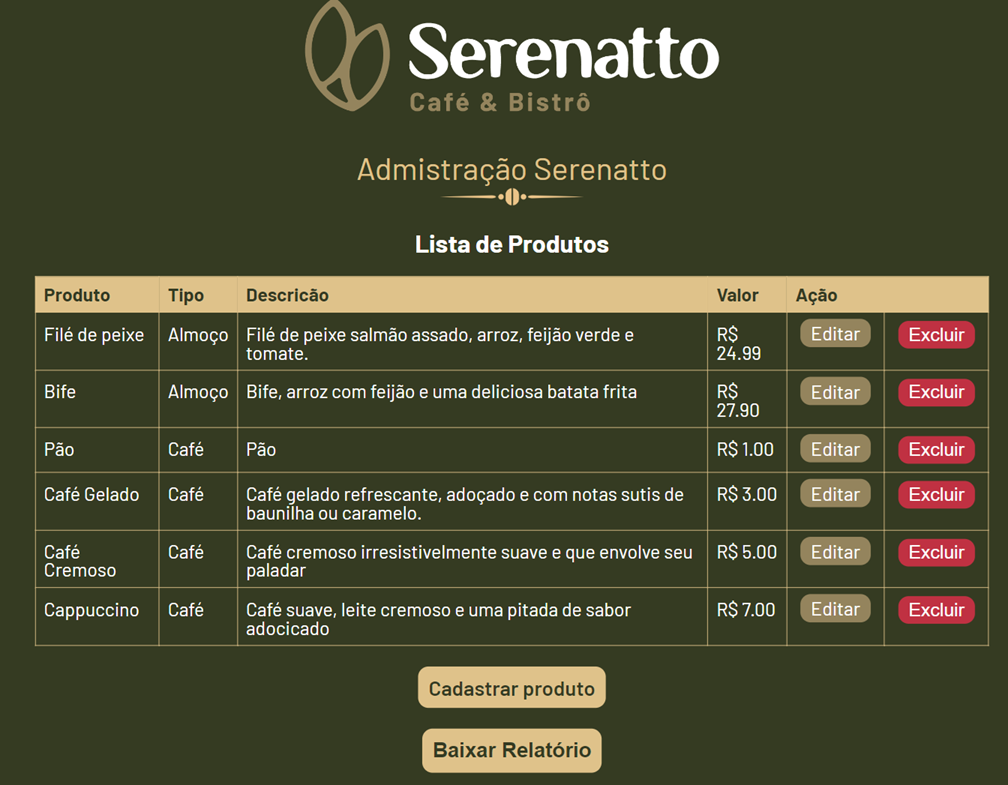 Serenatto
Café & Bistrô
Admistração Serenatto
Lista de Produtos
Produto Tipo Descricão Valor Ação
Filé de peixe Almoço Filé de peixe salmão assado, arroz, feijão verde e R$ Editar Excluir
tomate. 24.99
Bife Almoço Bife, arroz com feijão e uma deliciosa batata frita R$ Editar Excluir
27.90
Pão Café Pão R$ 1.00 Editar Excluir
Café Gelado Café Café gelado refrescante, adoçado e com notas sutis de R$ 3.00 Editar Excluir
baunilha ou caramelo.
Café Café Café cremoso irresistivelmente suave e que envolve seu R$ 5.00 Editar Excluir
Cremoso paladar
Cappuccino Café Café suave, leite cremoso e uma pitada de sabor R$ 7.00 Editar Excluir
adocicado
Cadastrar produto
Baixar Relatório